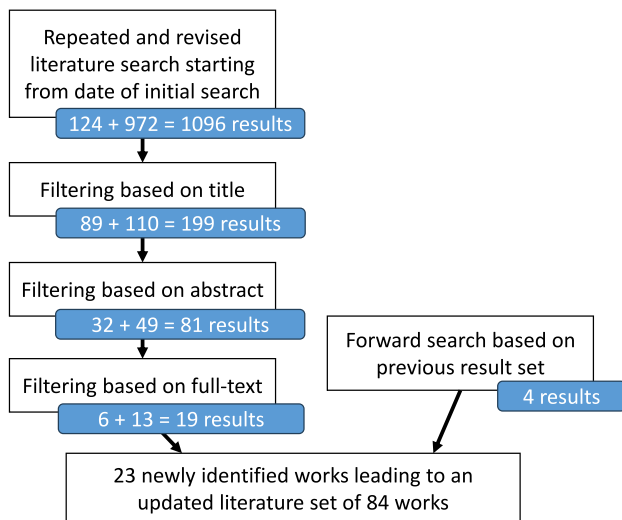 Repeated and revised
literature search starting
from date of initial search
124 + 972 = 1096 results
Filtering based on title
89 + 110 = 199 results
Filtering based on abstract
32 + 49 = 81 results
Filtering based on full-text
6 + 13 = 19 results
Forward search based on
previous result set
4 results
23 newly identified works leading to an
updated literature set of 84 works